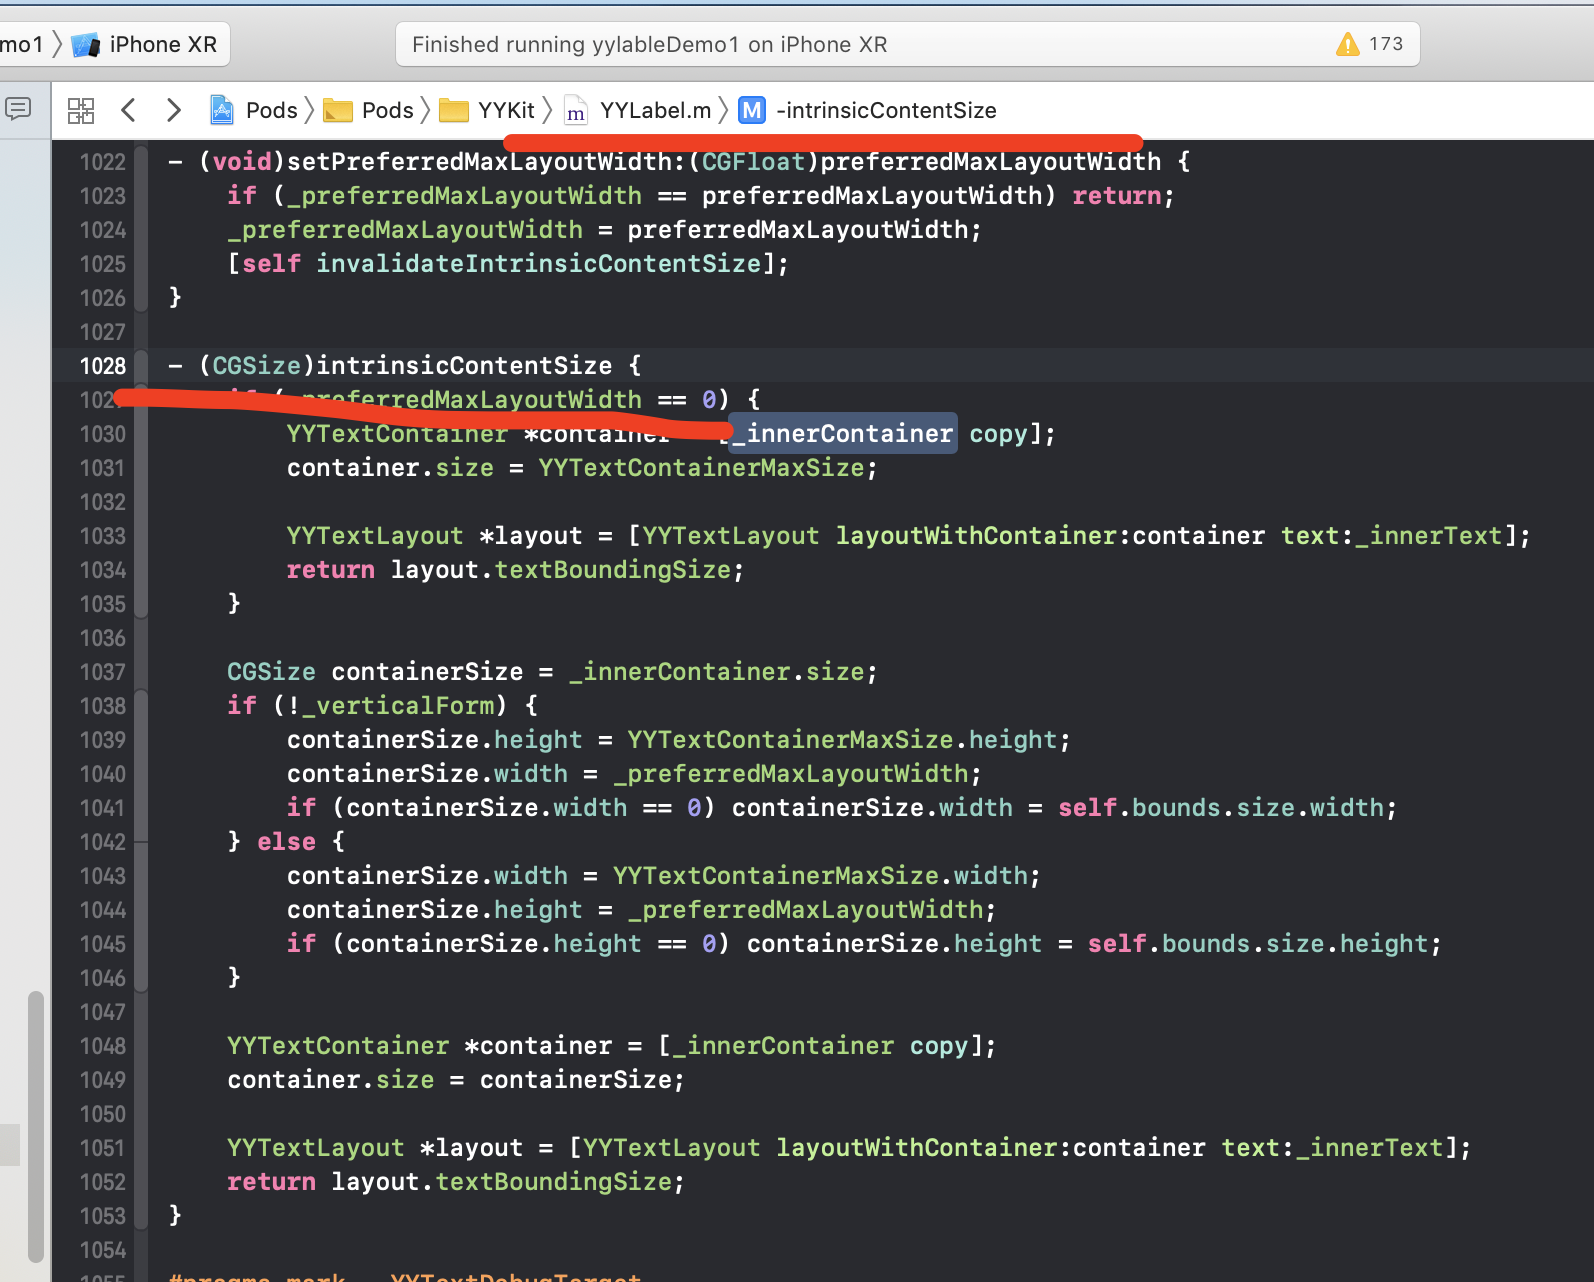 mo1 〉 iPhone XR
Finished running yylableDemo1 on iPhone XR
173
Pods 〉 Pods 〉 YYKit 〉 m YYLabel.m 〉 M -intrinsicContentSize
1022 - (void)setPreferredMaxLayoutWidth:(CGFloat)preferredMaxLayoutWidth {
1023 if (_preferredMaxLayoutWidth == preferredMaxLayoutWidth) return;
1024 _preferredMaxLayoutWidth = preferredMaxLayoutWidth;
1025 [self invalidateIntrinsicContentSize];
1026 }
1027
1028 - (CGSize)intrinsicContentSize {
1029 if (_preferredMaxLayoutWidth == 0) {
1030 YYTextContainer *container = [_innerContainer copy];
1031 container.size = YYTextContainerMaxSize;
1032
1033 YYTextLayout *layout = [YYTextLayout layoutWithContainer:container text:_innerText];
1034 return layout.textBoundingSize;
1035 }
1036
1037 CGSize containerSize = _innerContainer.size;
1038 if (!_verticalForm) {
1039 containerSize.height = YYTextContainerMaxSize.height;
1040 containerSize.width = _preferredMaxLayoutWidth;
1041 if (containerSize.width == 0) containerSize.width = self.bounds.size.width;
1042 } else {
1043 containerSize.width = YYTextContainerMaxSize.width;
1044 containerSize.height = _preferredMaxLayoutWidth;
1045 if (containerSize.height == 0) containerSize.height = self.bounds.size.height;
1046 }
1047
1048 YYTextContainer *container = [_innerContainer copy];
1049 container.size = containerSize;
1050
1051 YYTextLayout *layout = [YYTextLayout layoutWithContainer:container text:_innerText];
1052 return layout.textBoundingSize;
1053 }
1054
1055 #pragma mark - YYTextDebugTarget